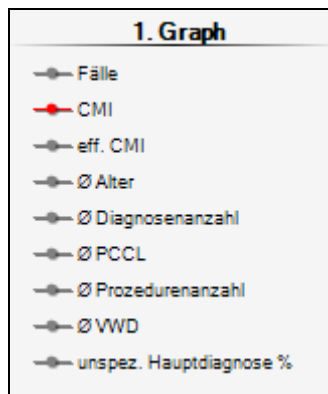 1. Graph
Fälle
CMI
eff. CMI
Ø Alter
Ø Diagnosenanzahl
Ø PCCL
Ø Prozedurenanzahl
Ø VWD
unspez. Hauptdiagnose %